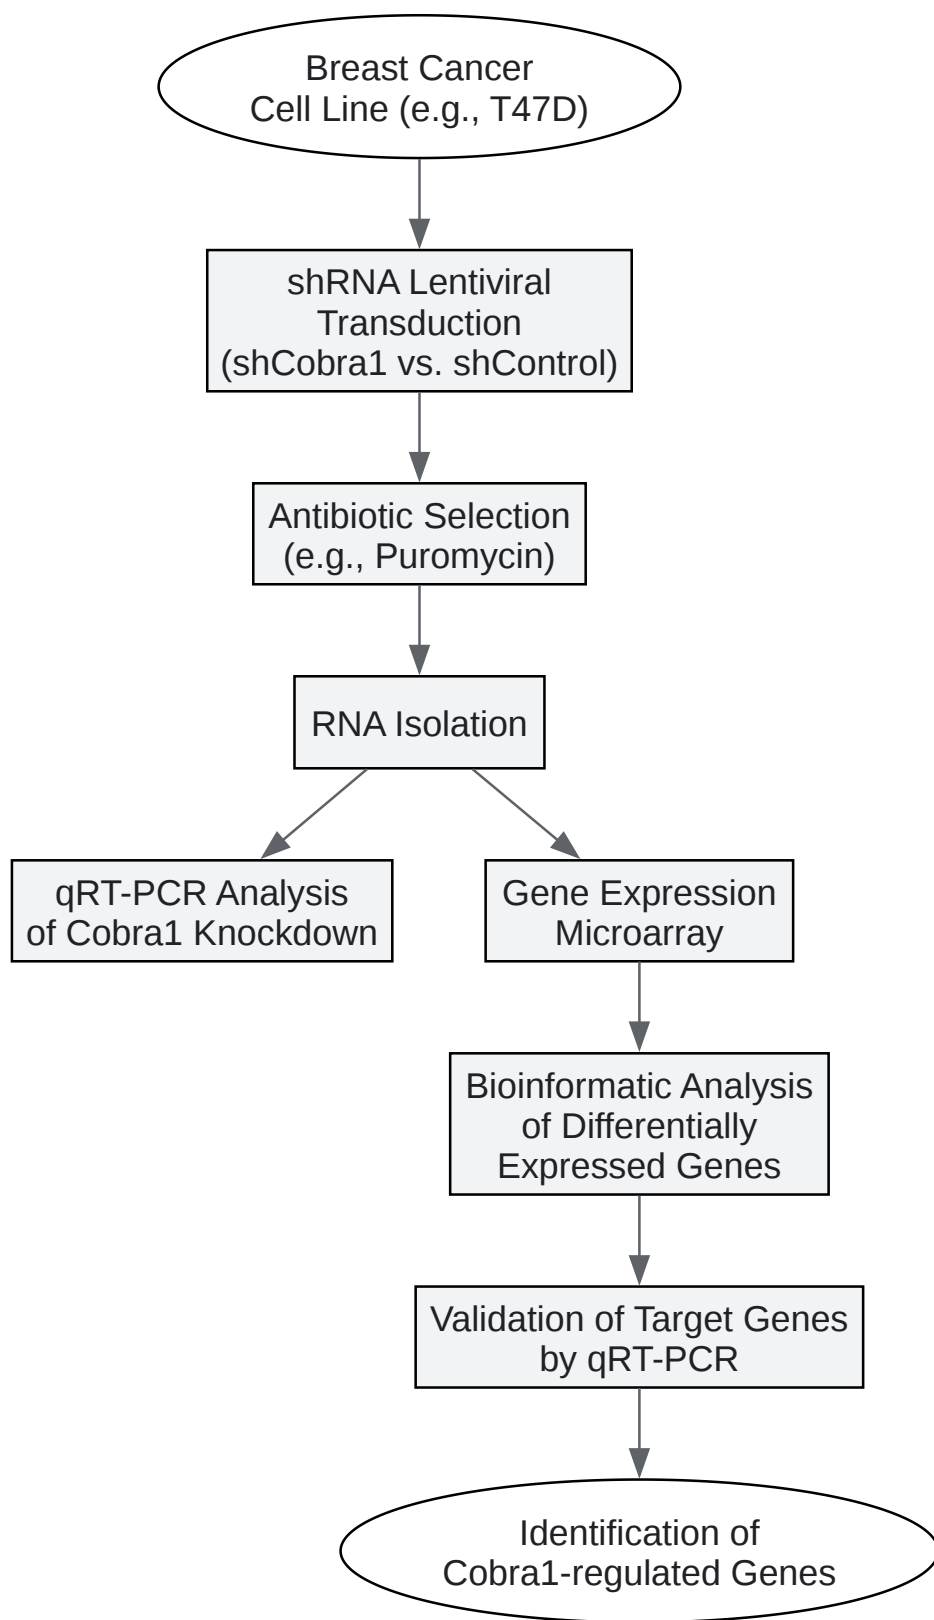 Breast Cancer
Cell Line (e.g., T47D)
shRNA Lentiviral
Transduction
(shCobra1 vs. shControl)
Antibiotic Selection
(e.g., Puromycin)
RNA Isolation
qRT-PCR Analysis
of Cobra1 Knockdown
Gene Expression
Microarray
Bioinformatic Analysis
of Differentially
Expressed Genes
Validation of Target Genes
by qRT-PCR
Identification of
Cobra1-regulated Genes